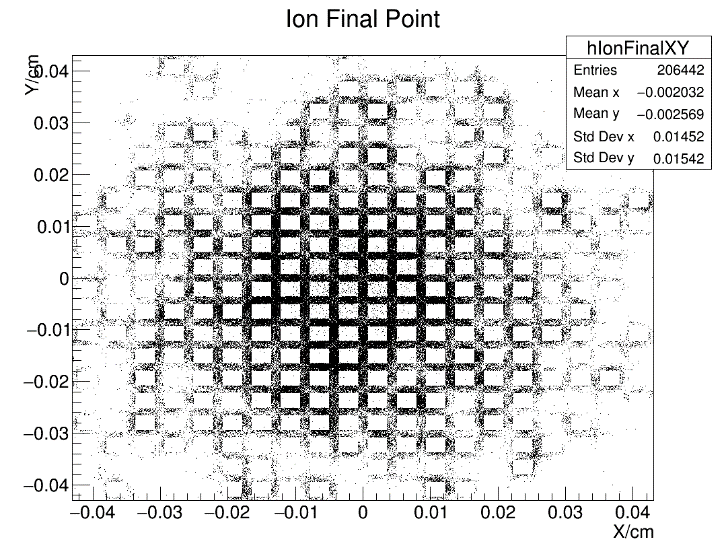 Ion Final Point
hIonFinalXY
Entries 206442
Mean x −0.002032
Mean y −0.002569
Std Dev x 0.01452
Std Dev y 0.01542
Y/cm
0.04
0.03
0.02
0.01
0
−0.01
−0.02
−0.03
−0.04
−0.04 −0.03 −0.02 −0.01 0 0.01 0.02 0.03 0.04
X/cm